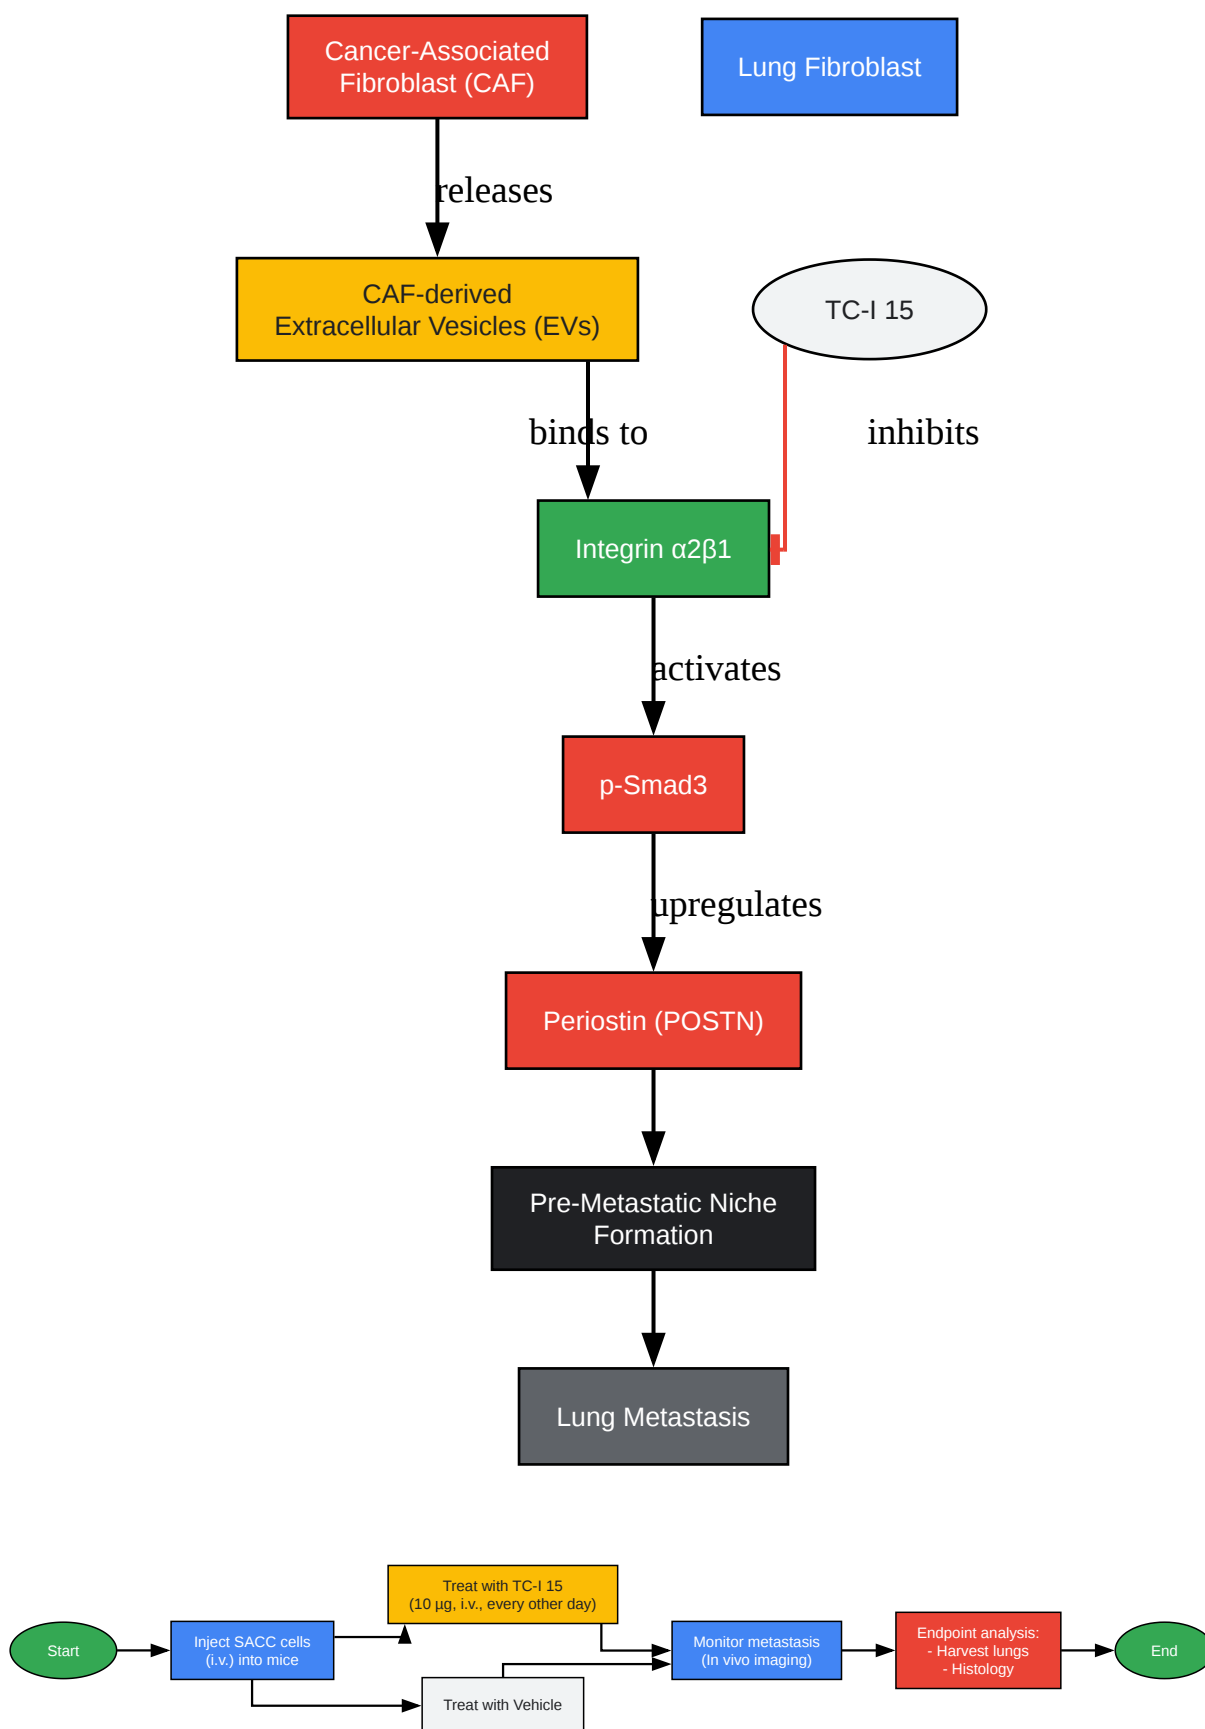 Cancer-Associated
Fibroblast (CAF)
Lung Fibroblast
releases
CAF-derived
Extracellular Vesicles (EVs)
TC-I 15
binds to
inhibits
Integrin α2β1
activates
p-Smad3
upregulates
Periostin (POSTN)
Pre-Metastatic Niche
Formation
Lung Metastasis
Start
Inject SACC cells
(i.v.) into mice
Treat with TC-I 15
(10 µg, i.v., every other day)
Treat with Vehicle
Monitor metastasis
(In vivo imaging)
Endpoint analysis:
- Harvest lungs
- Histology
End